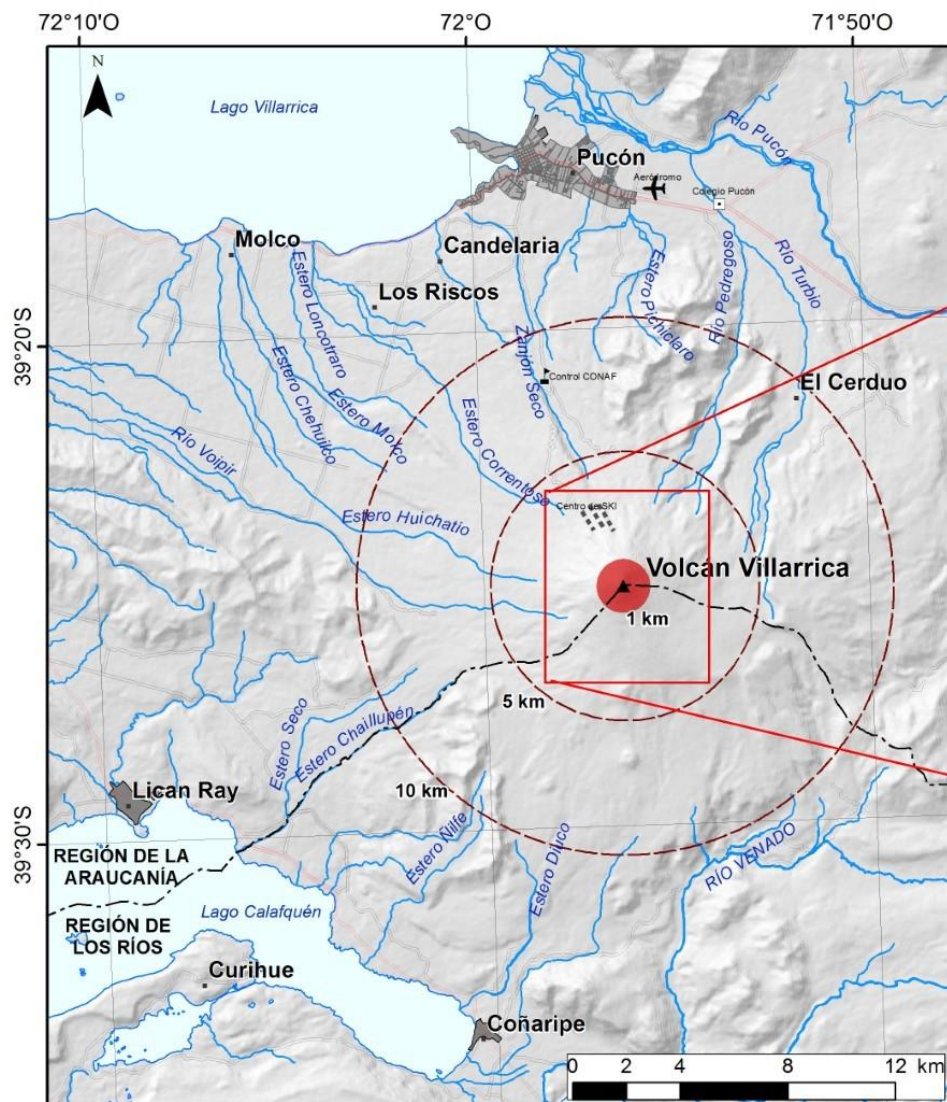 72°10'O
72°O
71°50'O
N
Lago Villarrica
Río Pucón
Pucón
Aeródromo
Colegio Pucón
Molco
Candelaria
Estero Loncotraro
Los Riscos
Estero Pichiclaro
Río Pedregoso
Río Turbio
39°20'S
Zanjón Seco
Control CONAF
El Cerduo
Estero Chehuilco
Estero Molco
Estero Correntoso
Río Voipir
Estero Huichatio
Centro de SKI
Volcán Villarrica
1 km
5 km
Estero Seco
Estero Chaillupén
10 km
Lican Ray
39°30'S
REGIÓN DE LA
ARAUCANÍA
Estero Ñilfe
Estero Diuco
RÍO VENADO
Lago Calafquén
REGIÓN DE
LOS RÍOS
Curihue
Coñaripe
0 2 4 8 12 km